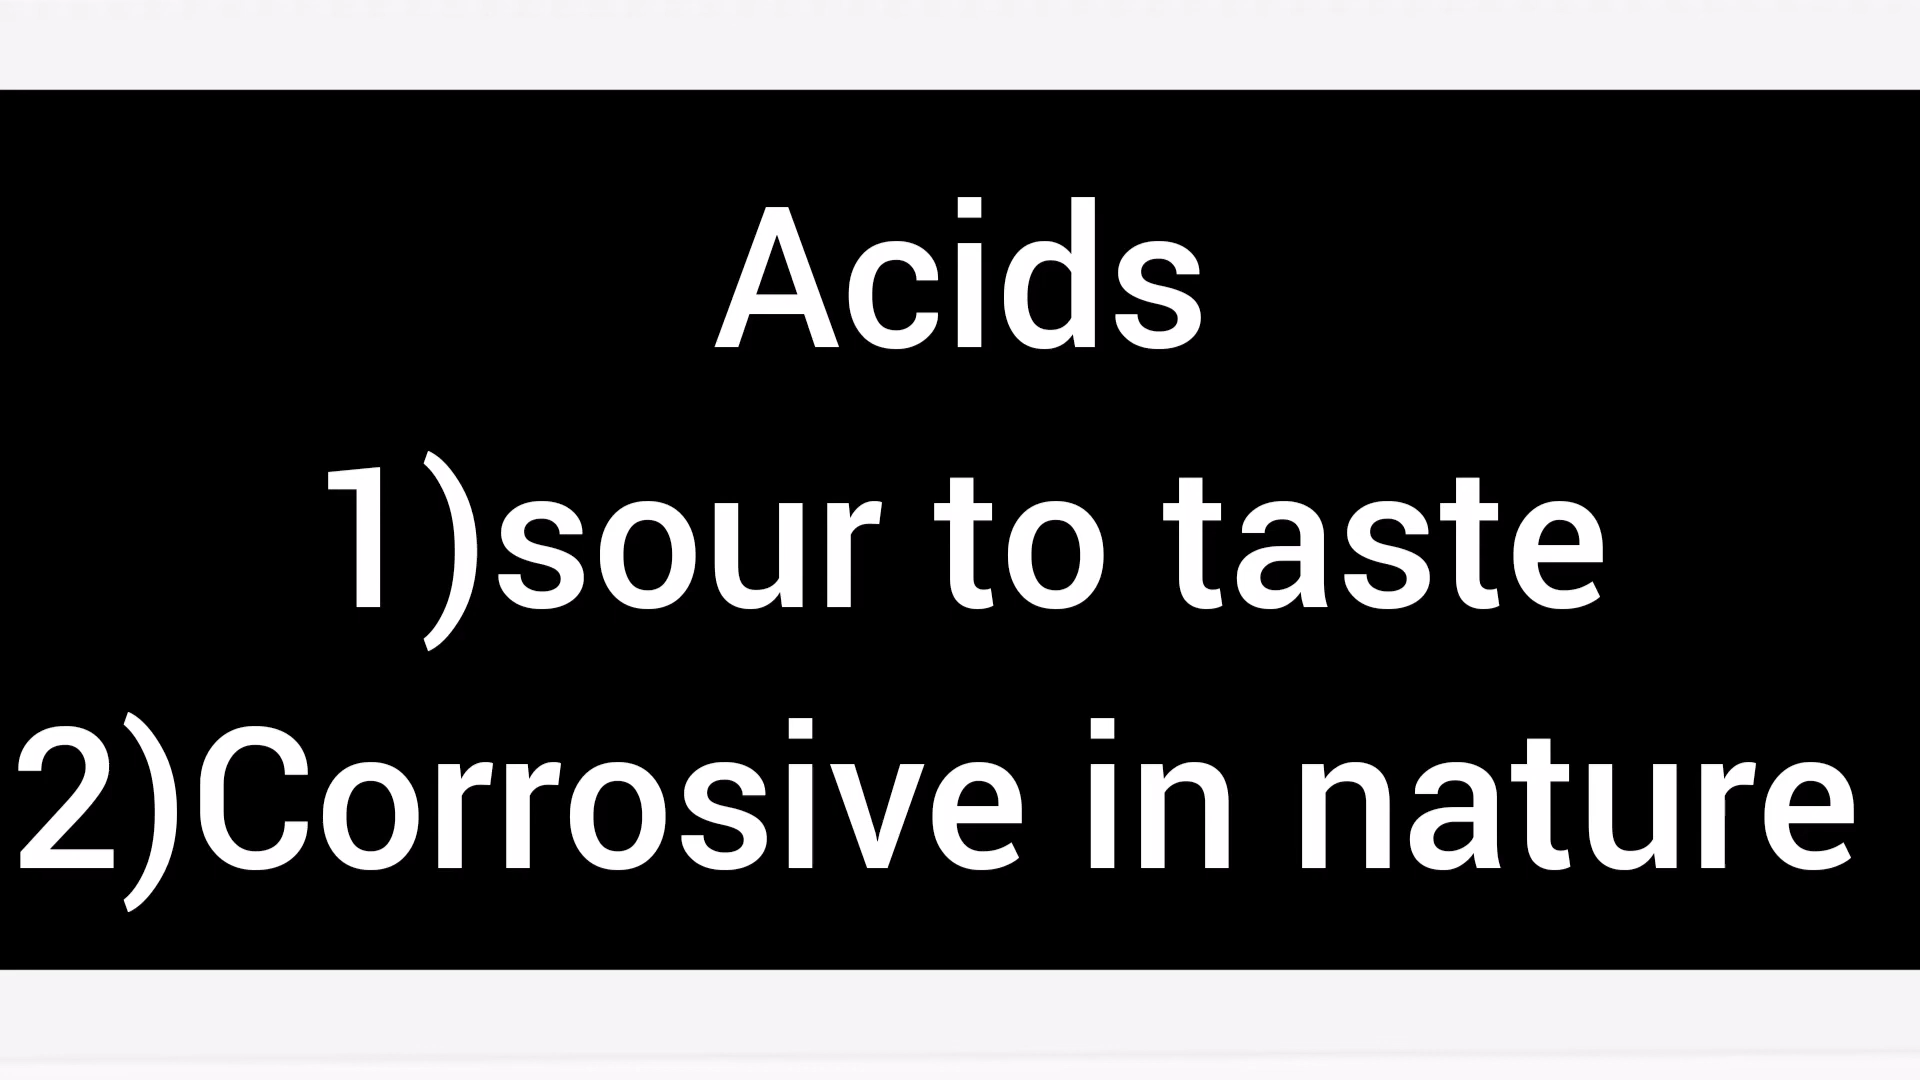 Acids
1)sour to taste
2)Corrosive in nature